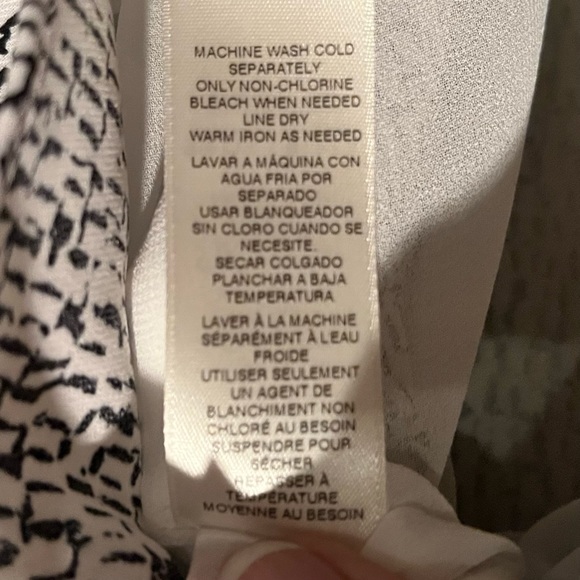 MACHINE WASH COLD
SEPARATELY
ONLY NON-CHLORINE
BLEACH WHEN NEEDED
LINE DRY
WARM IRON AS NEEDED
LAVAR A MÁQUINA CON
AGUA FRIA POR
SEPARADO
USAR BLANQUEADOR
SIN CLORO CUANDO SE
NECESITE.
SECAR COLGADO
PLANCHAR A BAJA
TEMPERATURA
LAVER À LA MACHINE
SÉPARÉMENT À L'EAU
FROIDE
UTILISER SEULEMENT
UN AGENT DE
BLANCHIMENT NON
CHLORÉ AU BESOIN
SUSPENDRE POUR
SÉCHER
REPASSER À
TEMPÉRATURE
MOYENNE AU BESOIN